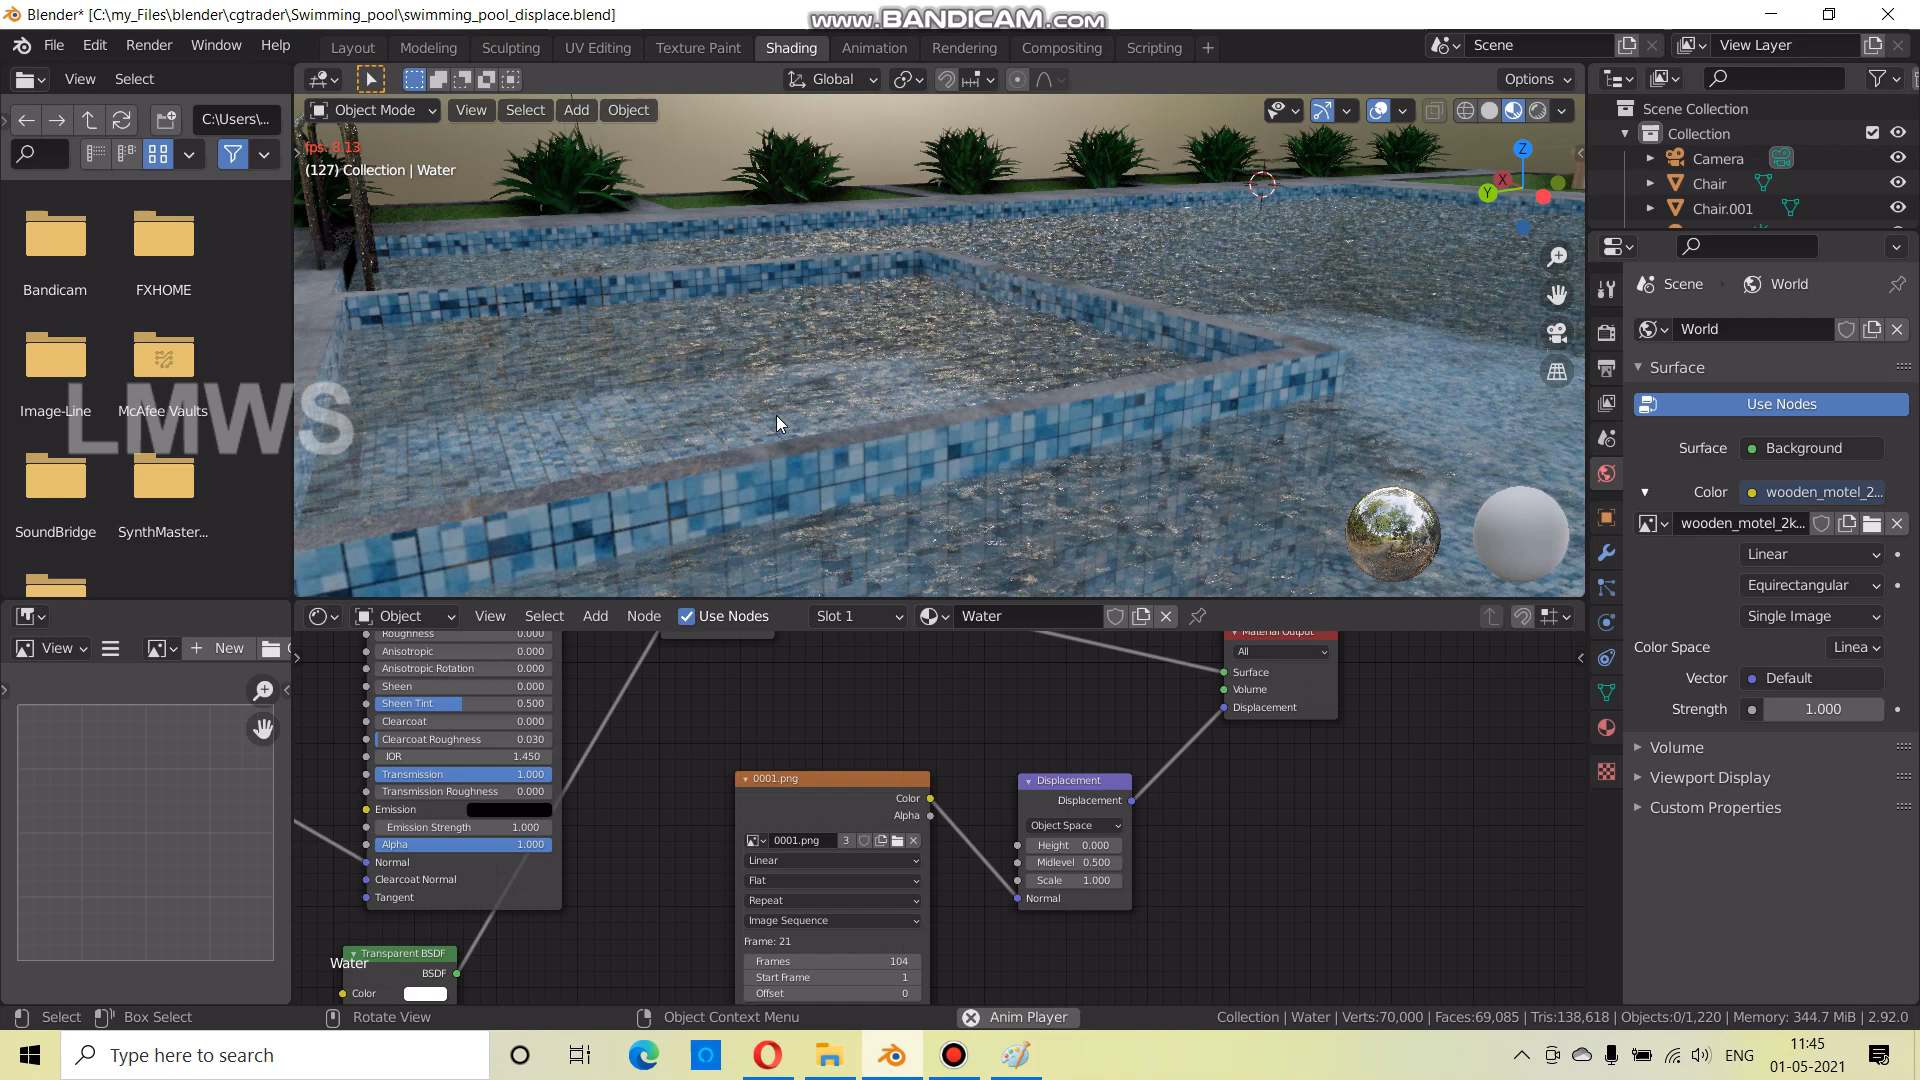 Blender* [C:\my_Files\blender\cgtrader\Swimming_pool\swimming_pool_displace.blend]
www.BANDICAM.com
File Edit Render Window Help
Layout Modeling Sculpting UV Editing Texture Paint Shading Animation Rendering Compositing Scripting +
Scene
View Layer
View Select
Global
Options
C:\Users\...
Object Mode View Select Add Object
fps: 8.13
(127) Collection | Water
Z
X
Y
Scene Collection
Collection
Camera
Chair
Chair.001
Bandicam
FXHOME
Image-Line
McAfee Vaults
SoundBridge
SynthMaster...
LMWS
Scene
World
World
Surface
Use Nodes
Surface Background
Color wooden_motel_2...
wooden_motel_2k...
Linear
Equirectangular
Single Image
Color Space Linea
Vector Default
Strength 1.000
Volume
Viewport Display
Custom Properties
View
New
Object View Select Add Node Use Nodes Slot 1 Water
Roughness 0.000
Anisotropic 0.000
Anisotropic Rotation 0.000
Sheen 0.000
Sheen Tint 0.500
Clearcoat 0.000
Clearcoat Roughness 0.030
IOR 1.450
Transmission 1.000
Transmission Roughness 0.000
Emission
Emission Strength 1.000
Alpha 1.000
Normal
Clearcoat Normal
Tangent
Transparent BSDF
Water
BSDF
Color
0001.png
Color
Alpha
0001.png 3
Linear
Flat
Repeat
Image Sequence
Frame: 21
Frames 104
Start Frame 1
Offset 0
Displacement
Displacement
Object Space
Height 0.000
Midlevel 0.500
Scale 1.000
Normal
Material Output
All
Surface
Volume
Displacement
Select Box Select Rotate View Object Context Menu Anim Player
Collection | Water | Verts:70,000 | Faces:69,085 | Tris:138,618 | Objects:0/1,220 | Memory: 344.7 MiB | 2.92.0
Type here to search
ENG
11:45
01-05-2021